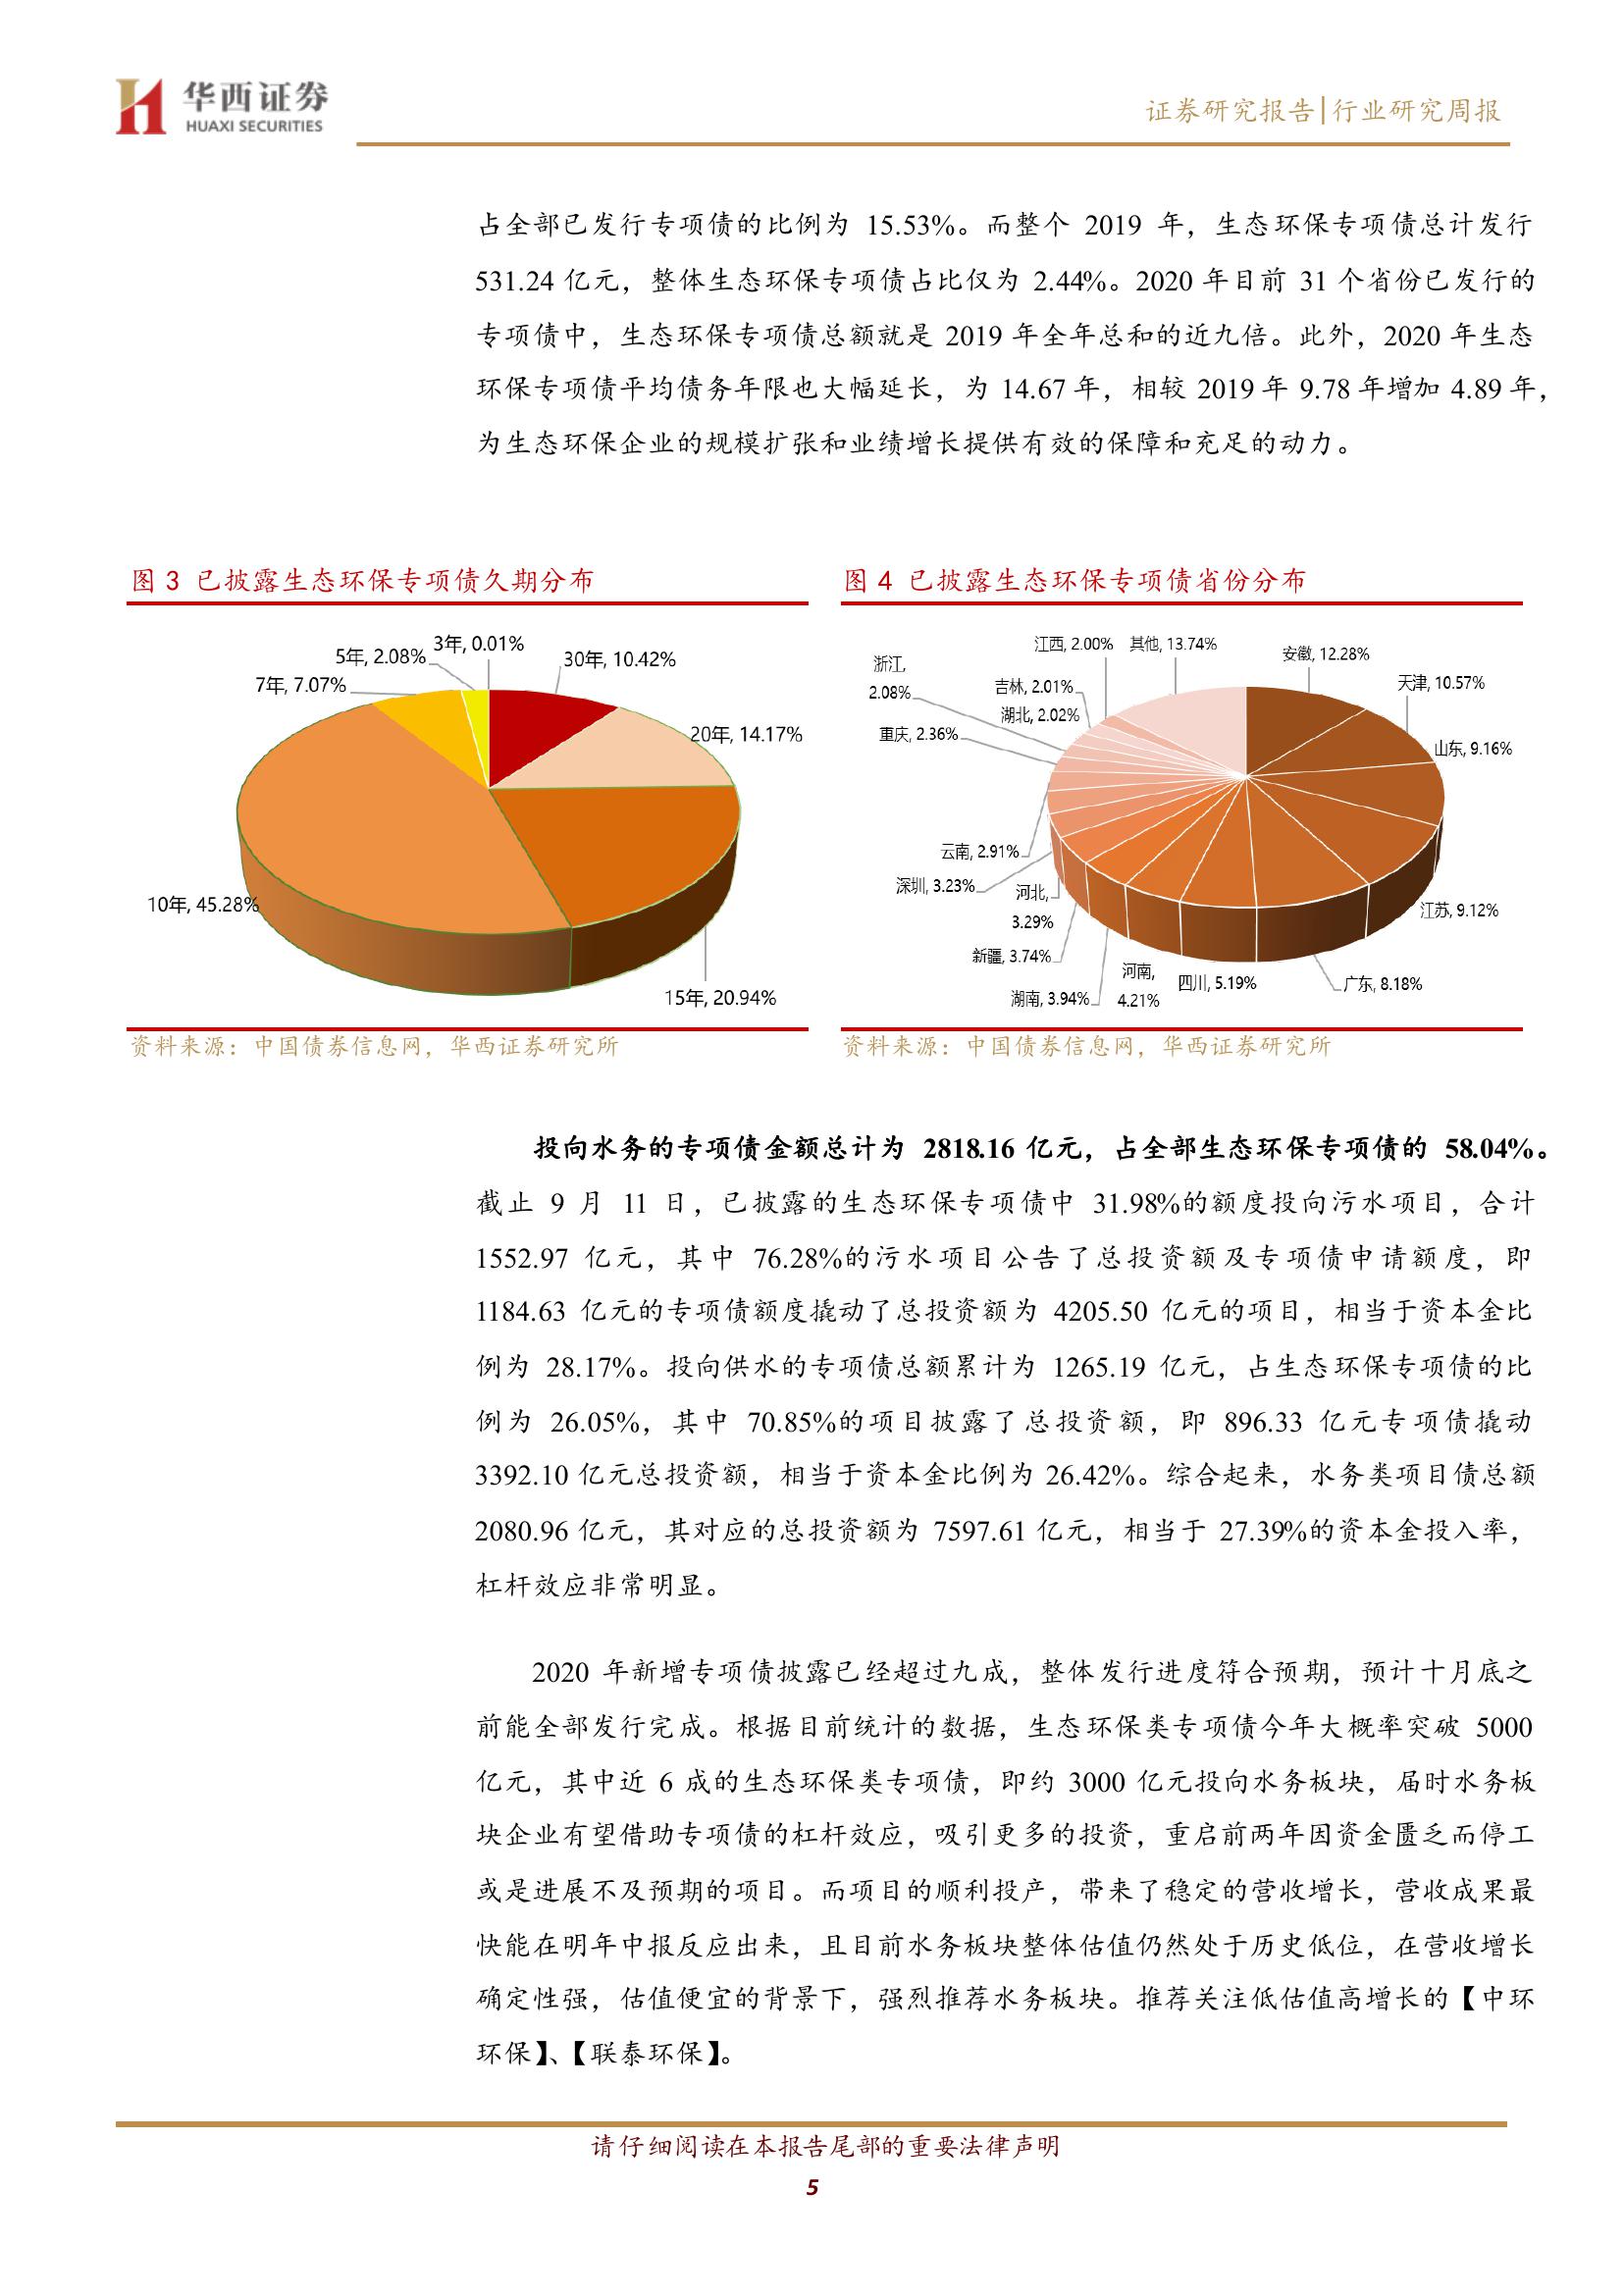 华西证券
HUAXI SECURITIES
证券研究报告|行业研究周报
占全部已发行专项债的比例为 15.53%。而整个 2019 年，生态环保专项债总计发行
531.24 亿元，整体生态环保专项债占比仅为 2.44%。2020 年目前 31 个省份已发行的
专项债中，生态环保专项债总额就是 2019 年全年总和的近九倍。此外，2020 年生态
环保专项债平均债务年限也大幅延长，为 14.67 年，相较 2019 年 9.78 年增加 4.89 年，
为生态环保企业的规模扩张和业绩增长提供有效的保障和充足的动力。
图 3 已披露生态环保专项债久期分布
3年, 0.01%
5年, 2.08%
30年, 10.42%
7年, 7.07%
20年, 14.17%
10年, 45.28%
15年, 20.94%
资料来源：中国债券信息网，华西证券研究所
图 4 已披露生态环保专项债省份分布
江西, 2.00%
其他, 13.74%
安徽, 12.28%
浙江,
2.08%
吉林, 2.01%
天津, 10.57%
湖北, 2.02%
重庆, 2.36%
山东, 9.16%
云南, 2.91%
深圳, 3.23%
河北,
3.29%
江苏, 9.12%
新疆, 3.74%
河南,
4.21%
四川, 5.19%
广东, 8.18%
湖南, 3.94%
资料来源：中国债券信息网，华西证券研究所
投向水务的专项债金额总计为 2818.16 亿元，占全部生态环保专项债的 58.04%。
截止 9 月 11 日，已披露的生态环保专项债中 31.98%的额度投向污水项目，合计
1552.97 亿元，其中 76.28%的污水项目公告了总投资额及专项债申请额度，即
1184.63 亿元的专项债额度撬动了总投资额为 4205.50 亿元的项目，相当于资本金比
例为 28.17%。投向供水的专项债总额累计为 1265.19 亿元，占生态环保专项债的比
例为 26.05%，其中 70.85%的项目披露了总投资额，即 896.33 亿元专项债撬动
3392.10 亿元总投资额，相当于资本金比例为 26.42%。综合起来，水务类项目债总额
2080.96 亿元，其对应的总投资额为 7597.61 亿元，相当于 27.39%的资本金投入率，
杠杆效应非常明显。
2020 年新增专项债披露已经超过九成，整体发行进度符合预期，预计十月底之
前能全部发行完成。根据目前统计的数据，生态环保类专项债今年大概率突破 5000
亿元，其中近 6 成的生态环保类专项债，即约 3000 亿元投向水务板块，届时水务板
块企业有望借助专项债的杠杆效应，吸引更多的投资，重启前两年因资金匮乏而停工
或是进展不及预期的项目。而项目的顺利投产，带来了稳定的营收增长，营收成果最
快能在明年中报反应出来，且目前水务板块整体估值仍然处于历史低位，在营收增长
确定性强，估值便宜的背景下，强烈推荐水务板块。推荐关注低估值高增长的【中环
环保】、【联泰环保】。
请仔细阅读在本报告尾部的重要法律声明
5